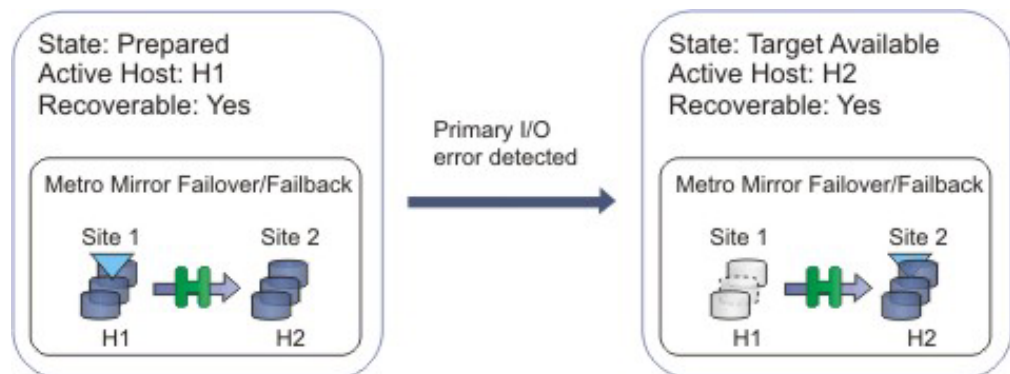 State: Prepared
Active Host: H1
Recoverable: Yes
Metro Mirror Failover/Failback
Site 1
Site 2
H1
H2
Primary I/O
error detected
State: Target Available
Active Host: H2
Recoverable: Yes
Metro Mirror Failover/Failback
Site 1
Site 2
H1
H2